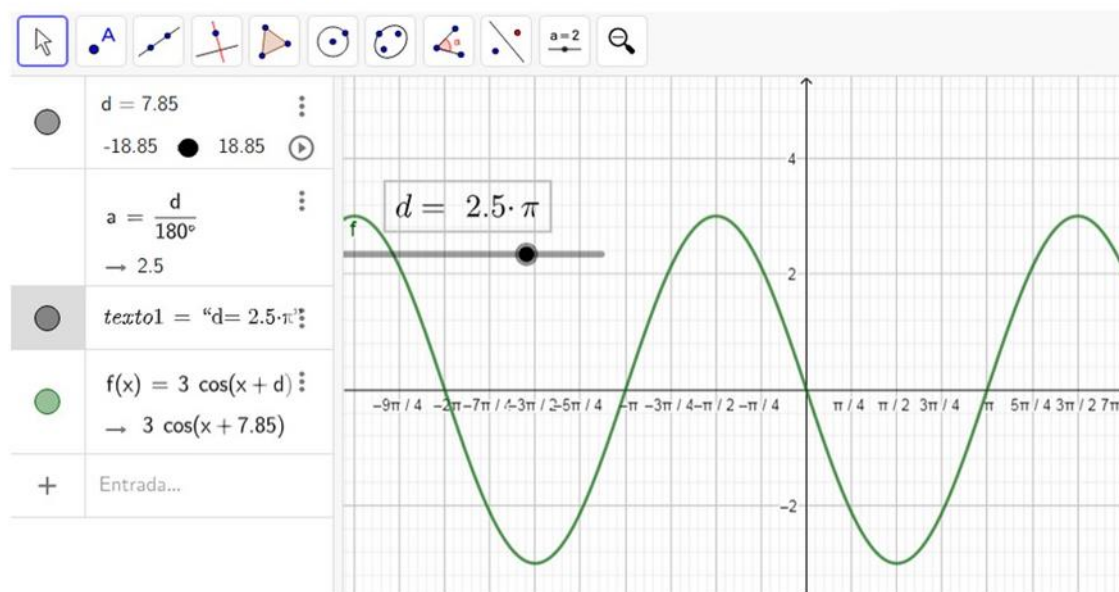 A
a = 2
d = 7.85
-18.85 18.85
a = d / 180°
→ 2.5
texto1 = “d= 2.5·π”
f(x) = 3 cos(x + d)
→ 3 cos(x + 7.85)
+ Entrada...
4
d = 2.5· π
f
2
−9π / 4 −2π −7π / 4 −3π / 2 −5π / 4 −π −3π / 4 −π / 2 −π / 4 π / 4 π / 2 3π / 4 π 5π / 4 3π / 2 7π
−2